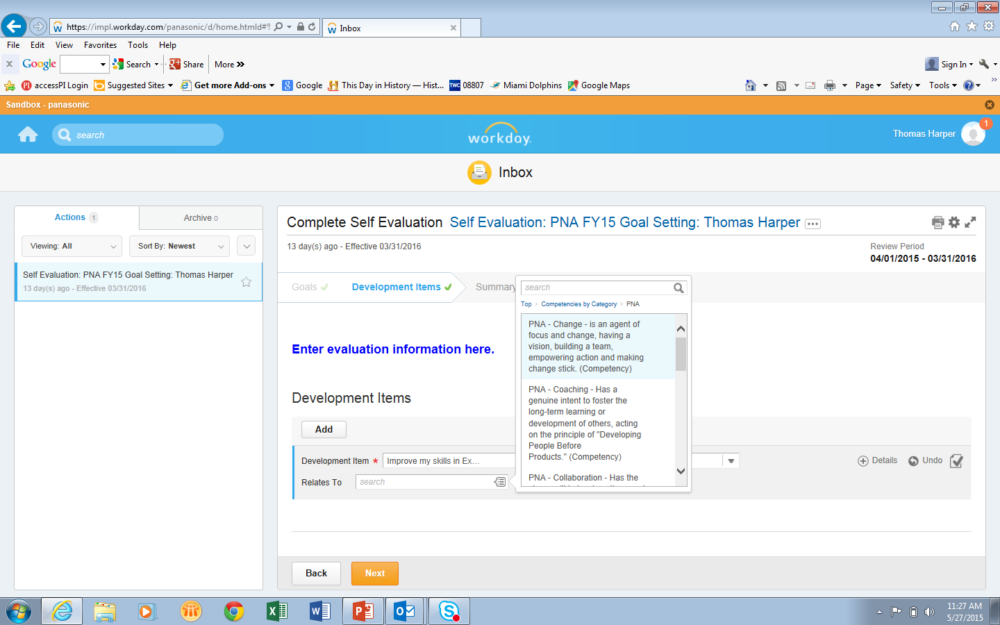 https://impl.workday.com/panasonic/d/home.htmld#
Inbox
File Edit View Favorites Tools Help
x Google Search Share More »
Sign In
accessPI Login Suggested Sites Get more Add-ons Google This Day in History — Hist... TWC 08807 Miami Dolphins Google Maps
Page Safety Tools
Sandbox - panasonic
search
workday.
Thomas Harper
1
Inbox
Actions 1
Archive 0
Viewing: All
Sort By: Newest
Self Evaluation: PNA FY15 Goal Setting: Thomas Harper
13 day(s) ago - Effective 03/31/2016
Complete Self Evaluation Self Evaluation: PNA FY15 Goal Setting: Thomas Harper
13 day(s) ago - Effective 03/31/2016
Review Period
04/01/2015 - 03/31/2016
Goals
Development Items
Summary
search
Top > Competencies by Category > PNA
PNA - Change - is an agent of
focus and change, having a
vision, building a team,
empowering action and making
change stick. (Competency)
PNA - Coaching - Has a
genuine intent to foster the
long-term learning or
development of others, acting
on the principle of "Developing
People Before
Products." (Competency)
PNA - Collaboration - Has the
Enter evaluation information here.
Development Items
Add
Development Item * Improve my skills in Ex...
Details Undo
Relates To search
Back Next
11:27 AM
5/27/2015